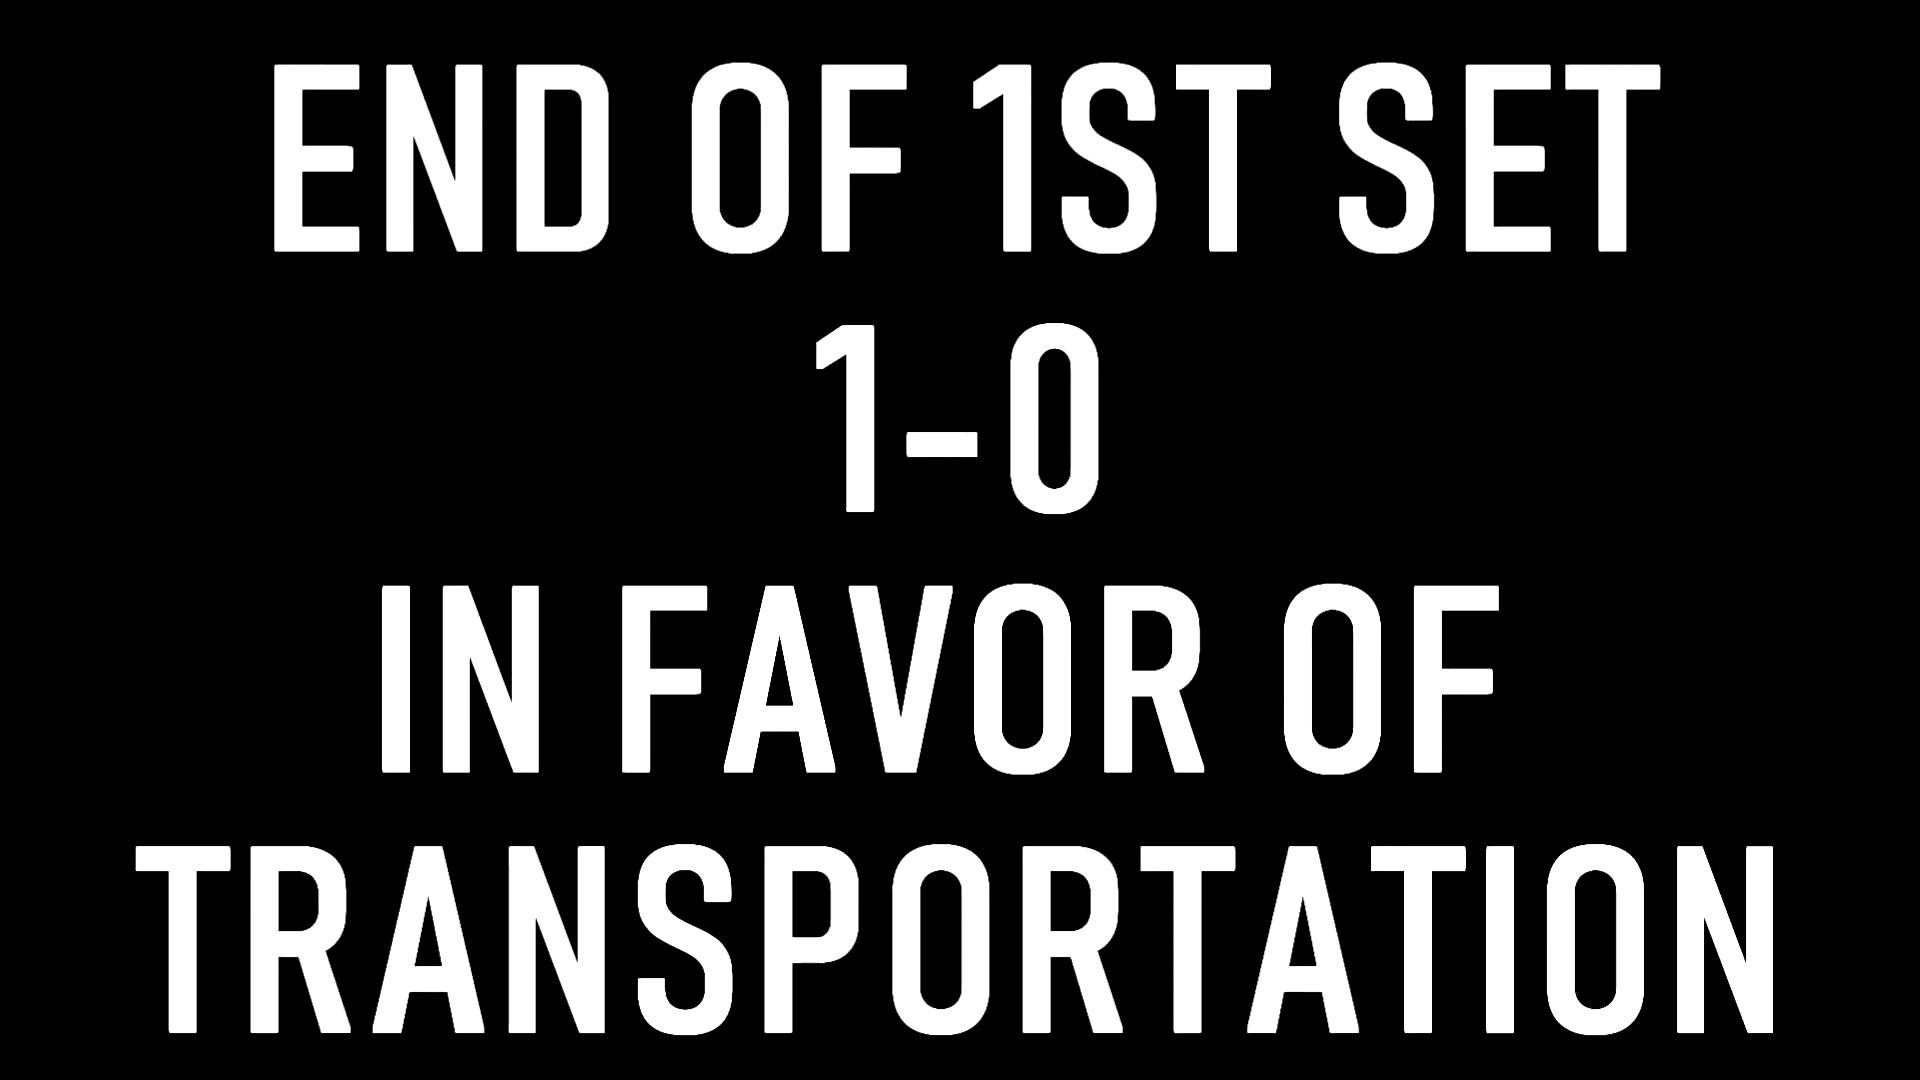 END OF 1ST SET
1-0
IN FAVOR OF
TRANSPORTATION